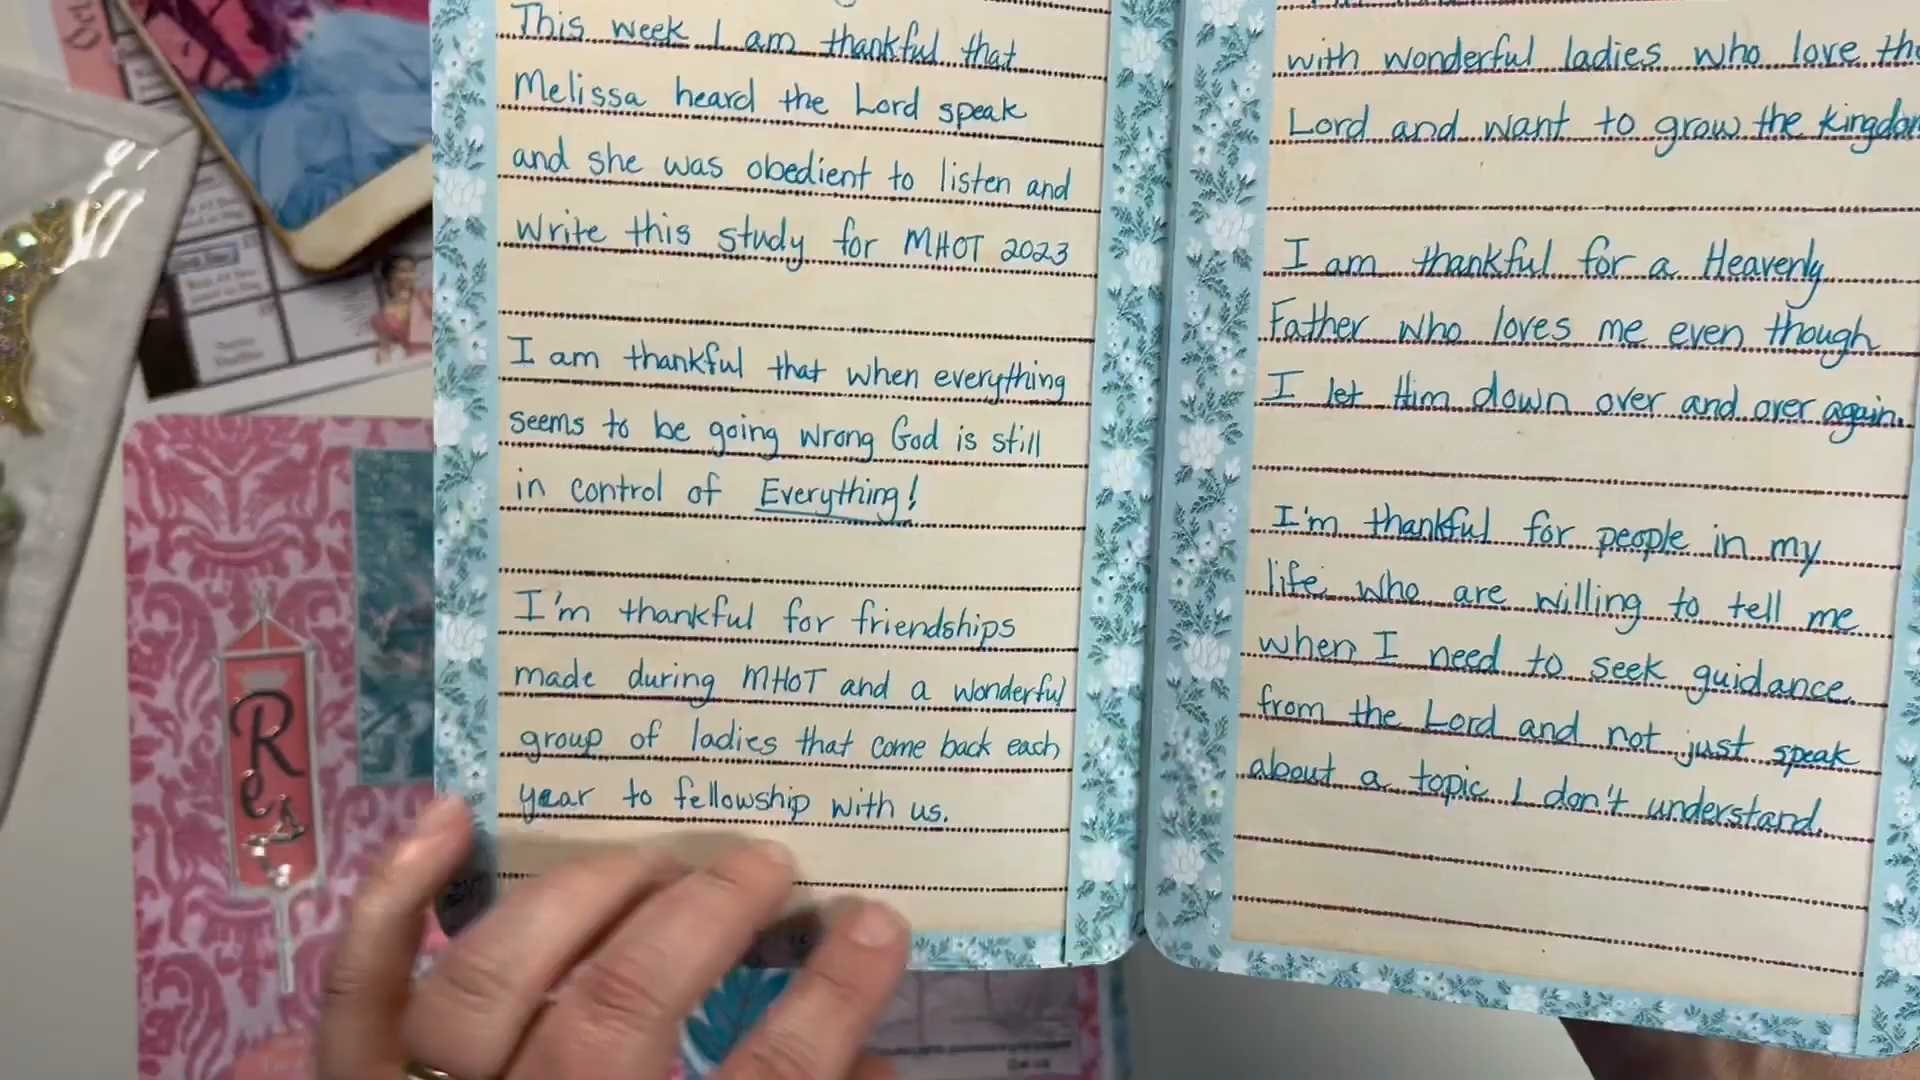 This week I am thankful that
Melissa heard the Lord speak
and she was obedient to listen and
write this study for MHOT 2023
I am thankful that when everything
seems to be going wrong God is still
in control of Everything!
I'm thankful for friendships
made during MHOT and a wonderful
group of ladies that come back each
year to fellowship with us.
with wonderful ladies who love the
Lord and want to grow the kingdom
I am thankful for a Heavenly
Father who loves me even though
I let Him down over and over again.
I'm thankful for people in my
life who are willing to tell me
when I need to seek guidance
from the Lord and not just speak
about a topic I don't understand.
Rest